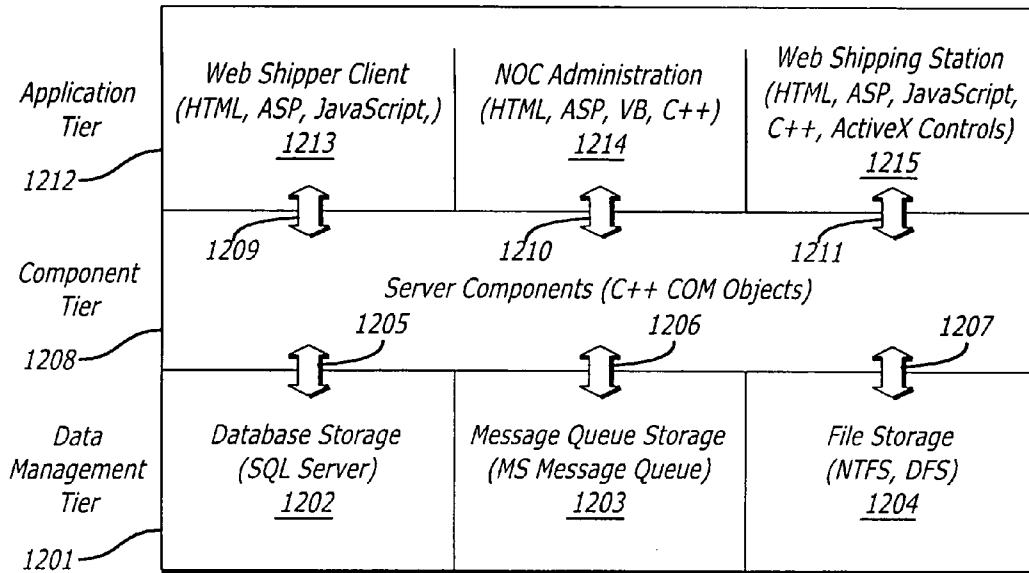 Application
Tier
1212
Web Shipper Client
(HTML, ASP, JavaScript,)
1213
NOC Administration
(HTML, ASP, VB, C++)
1214
Web Shipping Station
(HTML, ASP, JavaScript,
C++, ActiveX Controls)
1215
1209
1210
1211
Component
Tier
1208
Server Components (C++ COM Objects)
1205
1206
1207
Data
Management
Tier
1201
Database Storage
(SQL Server)
1202
Message Queue Storage
(MS Message Queue)
1203
File Storage
(NTFS, DFS)
1204